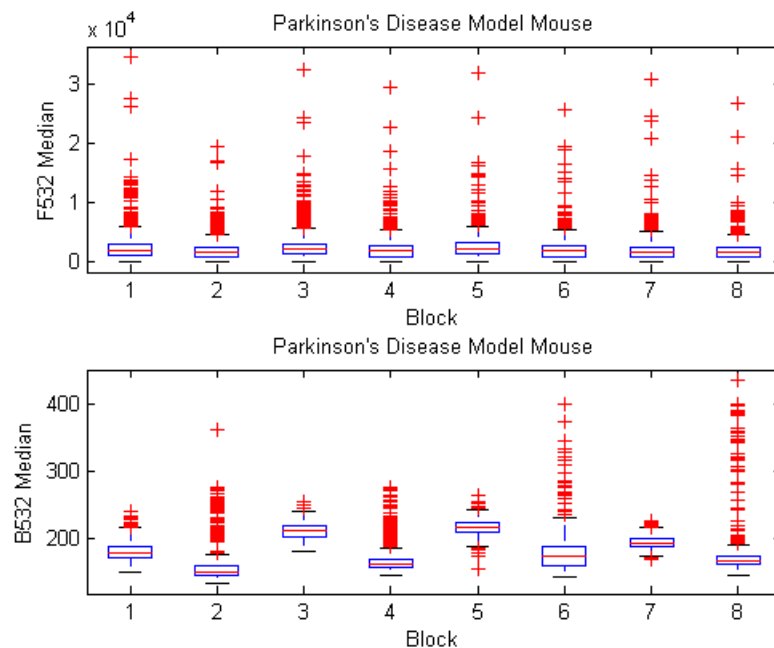 x 10^4
Parkinson's Disease Model Mouse
F532 Median
3
2
1
0
1 2 3 4 5 6 7 8
Block
Parkinson's Disease Model Mouse
B532 Median
400
300
200
1 2 3 4 5 6 7 8
Block